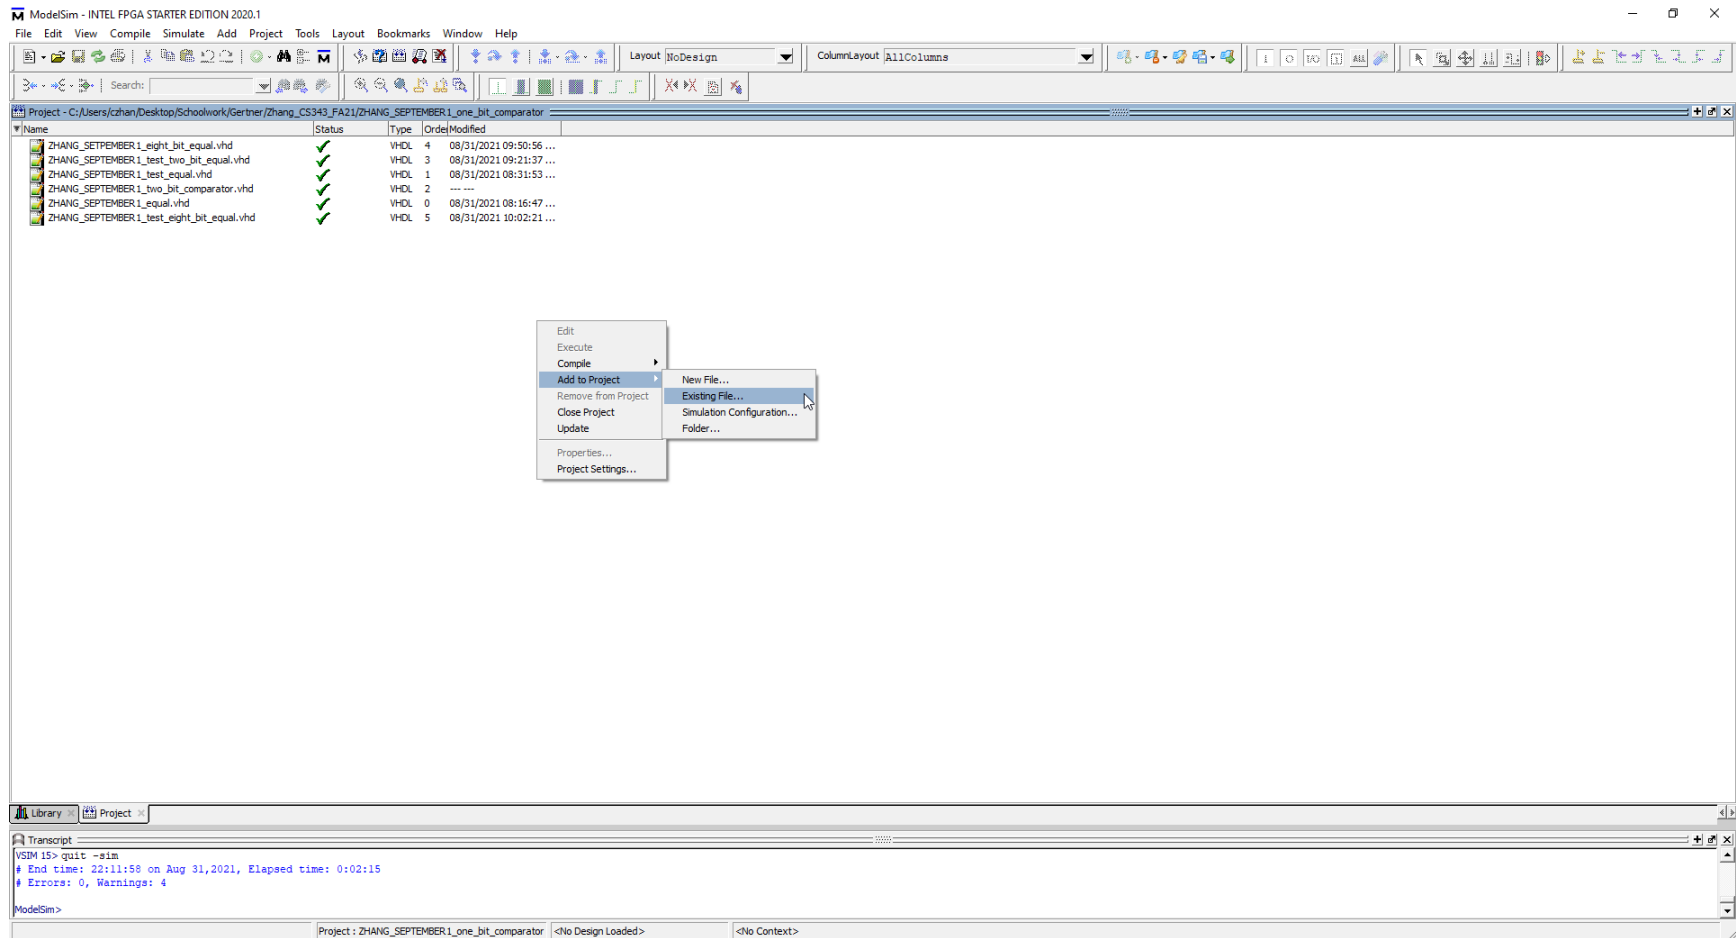 ModelSim - INTEL FPGA STARTER EDITION 2020.1
File Edit View Compile Simulate Add Project Tools Layout Bookmarks Window Help
Layout NoDesign ColumnLayout AllColumns
Search:
Project - C:/Users/czhan/Desktop/Schoolwork/Gertner/Zhang_CS343_FA21/ZHANG_SEPTEMBER1_one_bit_comparator
Name Status Type Order Modified
ZHANG_SETPEMBER1_eight_bit_equal.vhd VHDL 4 08/31/2021 09:50:56 ...
ZHANG_SEPTEMBER1_test_two_bit_equal.vhd VHDL 3 08/31/2021 09:21:37 ...
ZHANG_SEPTEMBER1_test_equal.vhd VHDL 1 08/31/2021 08:31:53 ...
ZHANG_SEPTEMBER1_two_bit_comparator.vhd VHDL 2 --- ---
ZHANG_SEPTEMBER1_equal.vhd VHDL 0 08/31/2021 08:16:47 ...
ZHANG_SEPTEMBER1_test_eight_bit_equal.vhd VHDL 5 08/31/2021 10:02:21 ...
Edit
Execute
Compile
Add to Project
Remove from Project
Close Project
Update
Properties...
Project Settings...
New File...
Existing File...
Simulation Configuration...
Folder...
Library Project
Transcript
VSIM 15> quit -sim
# End time: 22:11:58 on Aug 31,2021, Elapsed time: 0:02:15
# Errors: 0, Warnings: 4
ModelSim>
Project : ZHANG_SEPTEMBER1_one_bit_comparator <No Design Loaded> <No Context>